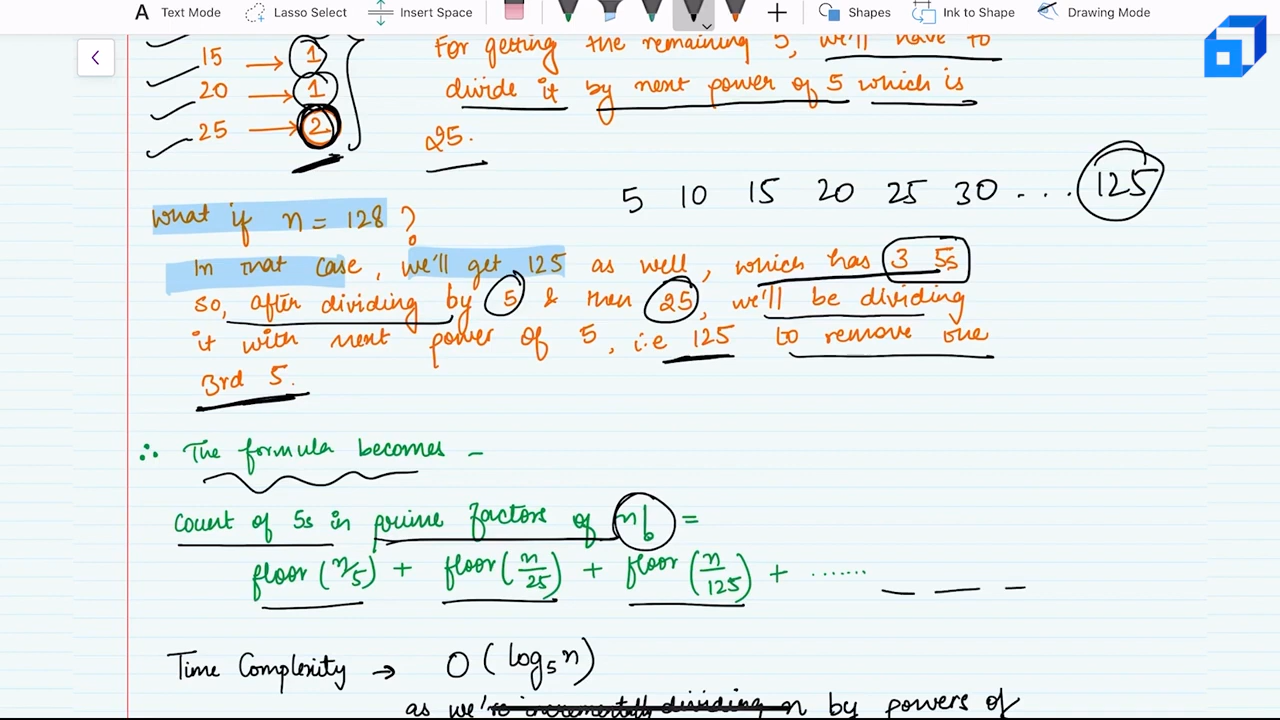 Text Mode Lasso Select Insert Space Shapes Ink to Shape Drawing Mode
15 → 1
20 → 1
25 → 2
For getting the remaining 5, we'll have to
divide it by next power of 5 which is
25.
5 10 15 20 25 30 ... 125
What if n = 128 ?
In that case, we'll get 125 as well, which has 3 5s
so, after dividing by 5 & then 25, we'll be dividing
it with next power of 5, i.e 125 to remove one
3rd 5.
∴ The formula becomes -
Count of 5s in prime factors of n! =
floor (n/5) + floor (n/25) + floor (n/125) + ......
Time Complexity → O (log₅n)
as we're incrementally dividing n by powers of